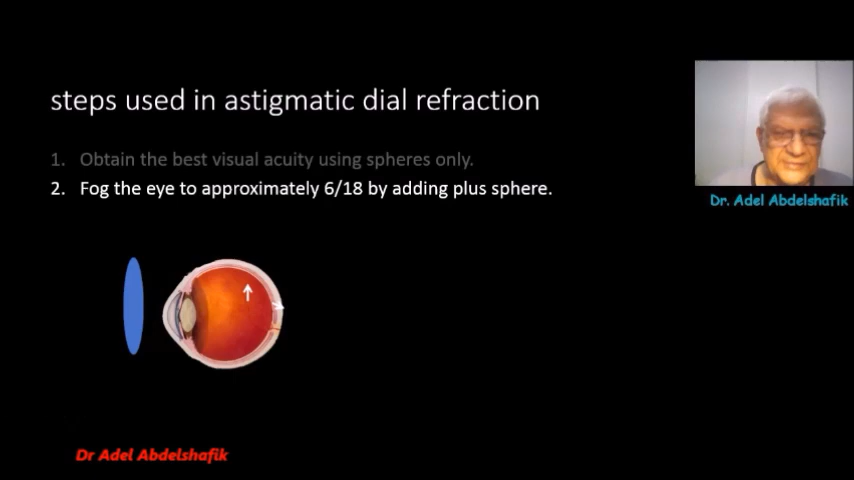 steps used in astigmatic dial refraction
1. Obtain the best visual acuity using spheres only.
2. Fog the eye to approximately 6/18 by adding plus sphere.
Dr. Adel Abdelshafik
Dr Adel Abdelshafik